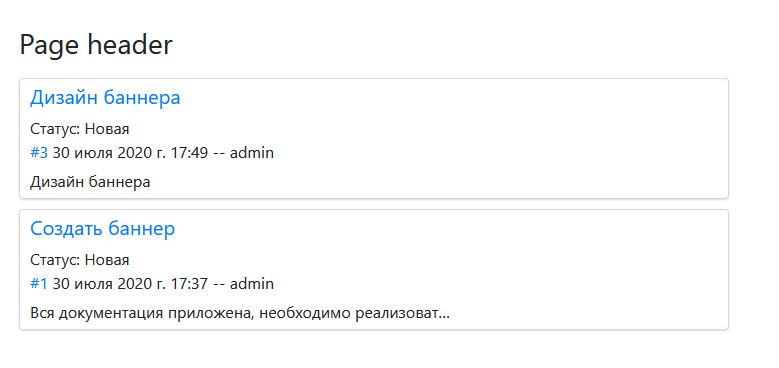 Page header
Дизайн баннера
Статус: Новая
#3 30 июля 2020 г. 17:49 -- admin
Дизайн баннера
Создать баннер
Статус: Новая
#1 30 июля 2020 г. 17:37 -- admin
Вся документация приложена, необходимо реализоват...